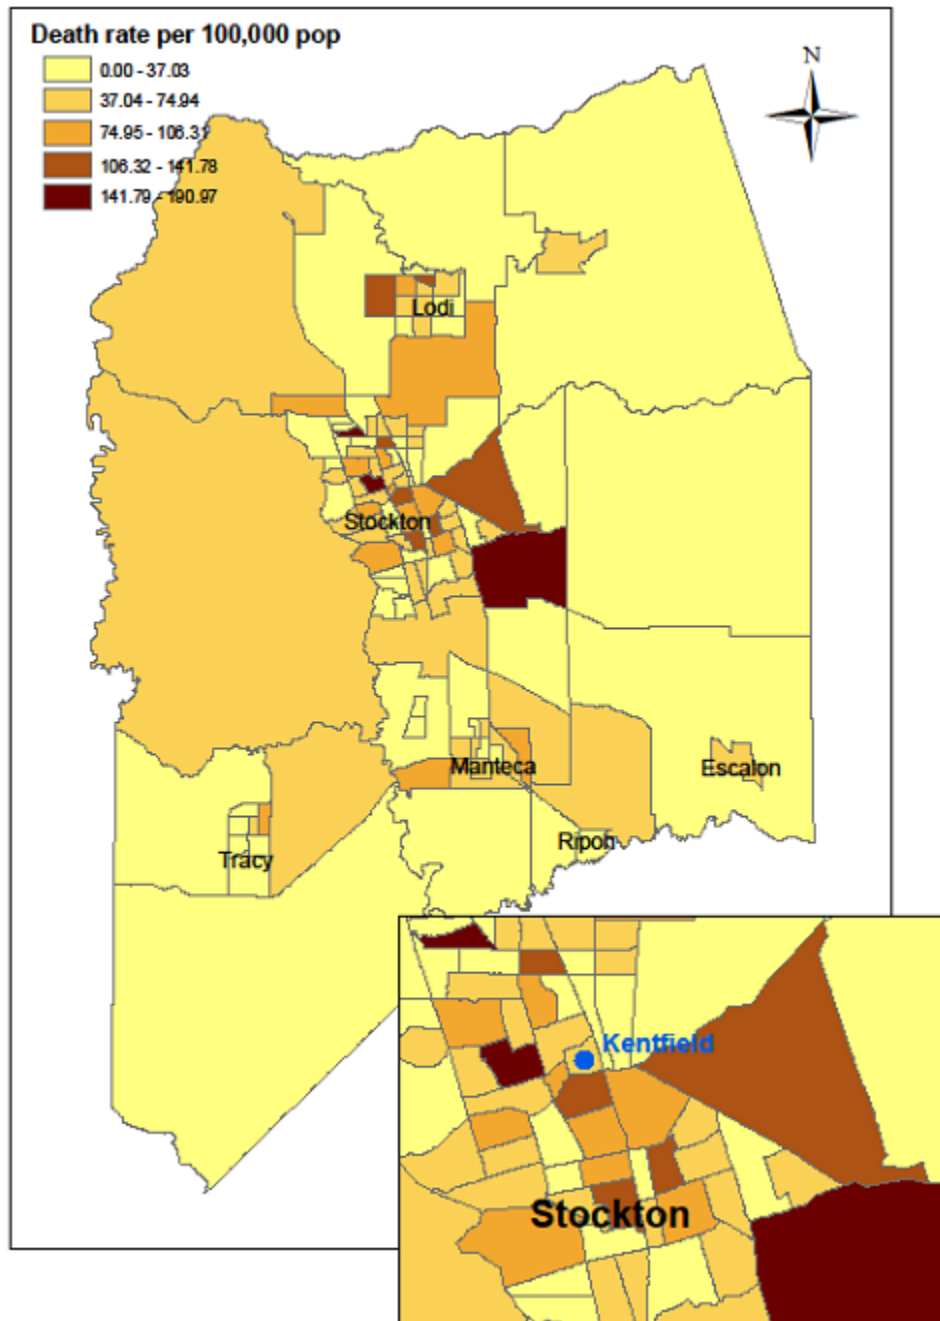 Death rate per 100,000 pop
0.00 - 37.03
37.04 - 74.94
74.95 - 106.31
106.32 - 141.78
141.79 - 190.97
N
Lodi
Stockton
Manteca
Escalon
Ripon
Tracy
Kentfield
Stockton